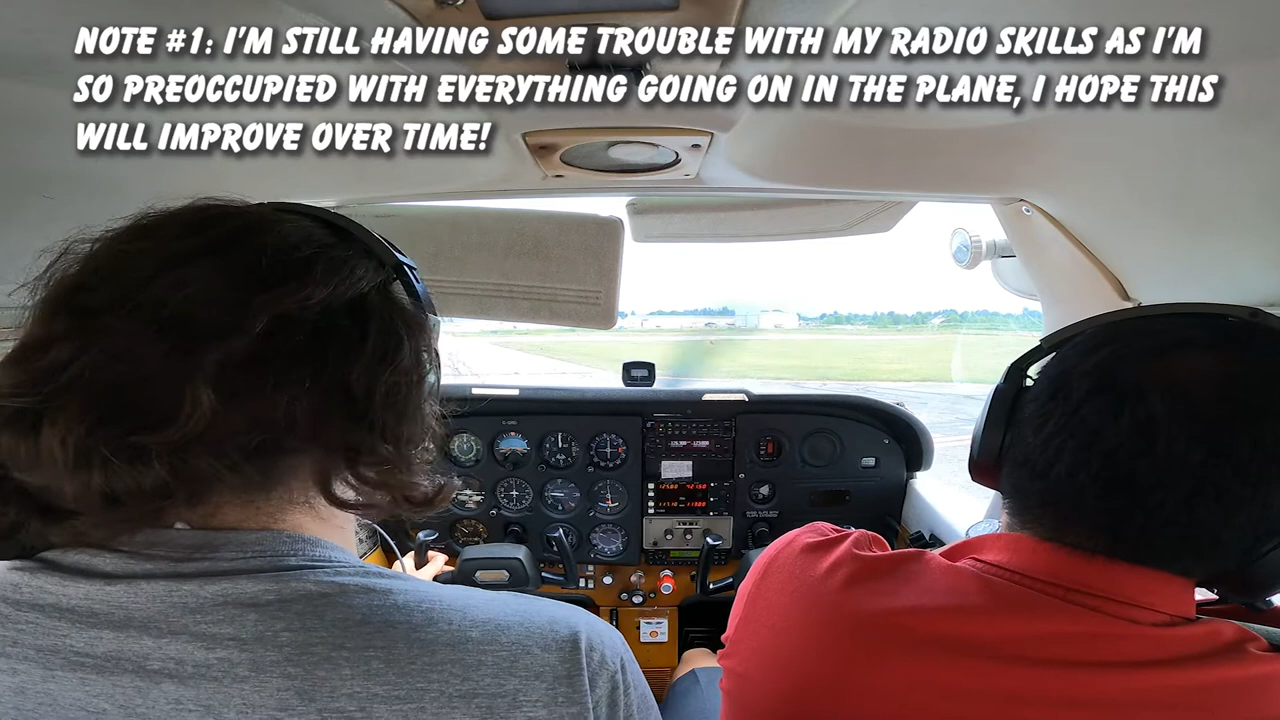 NOTE #1: I'M STILL HAVING SOME TROUBLE WITH MY RADIO SKILLS AS I'M
SO PREOCCUPIED WITH EVERYTHING GOING ON IN THE PLANE, I HOPE THIS
WILL IMPROVE OVER TIME!